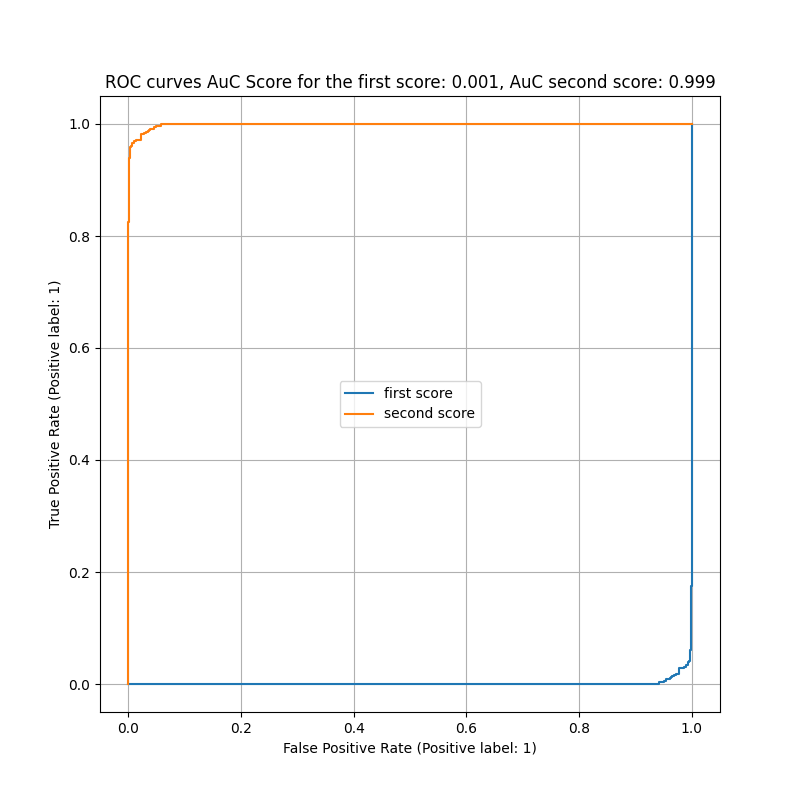 ROC curves AuC Score for the first score: 0.001, AuC second score: 0.999
1.0
0.8
0.6
0.4
0.2
0.0
True Positive Rate (Positive label: 1)
first score
second score
0.0 0.2 0.4 0.6 0.8 1.0
False Positive Rate (Positive label: 1)